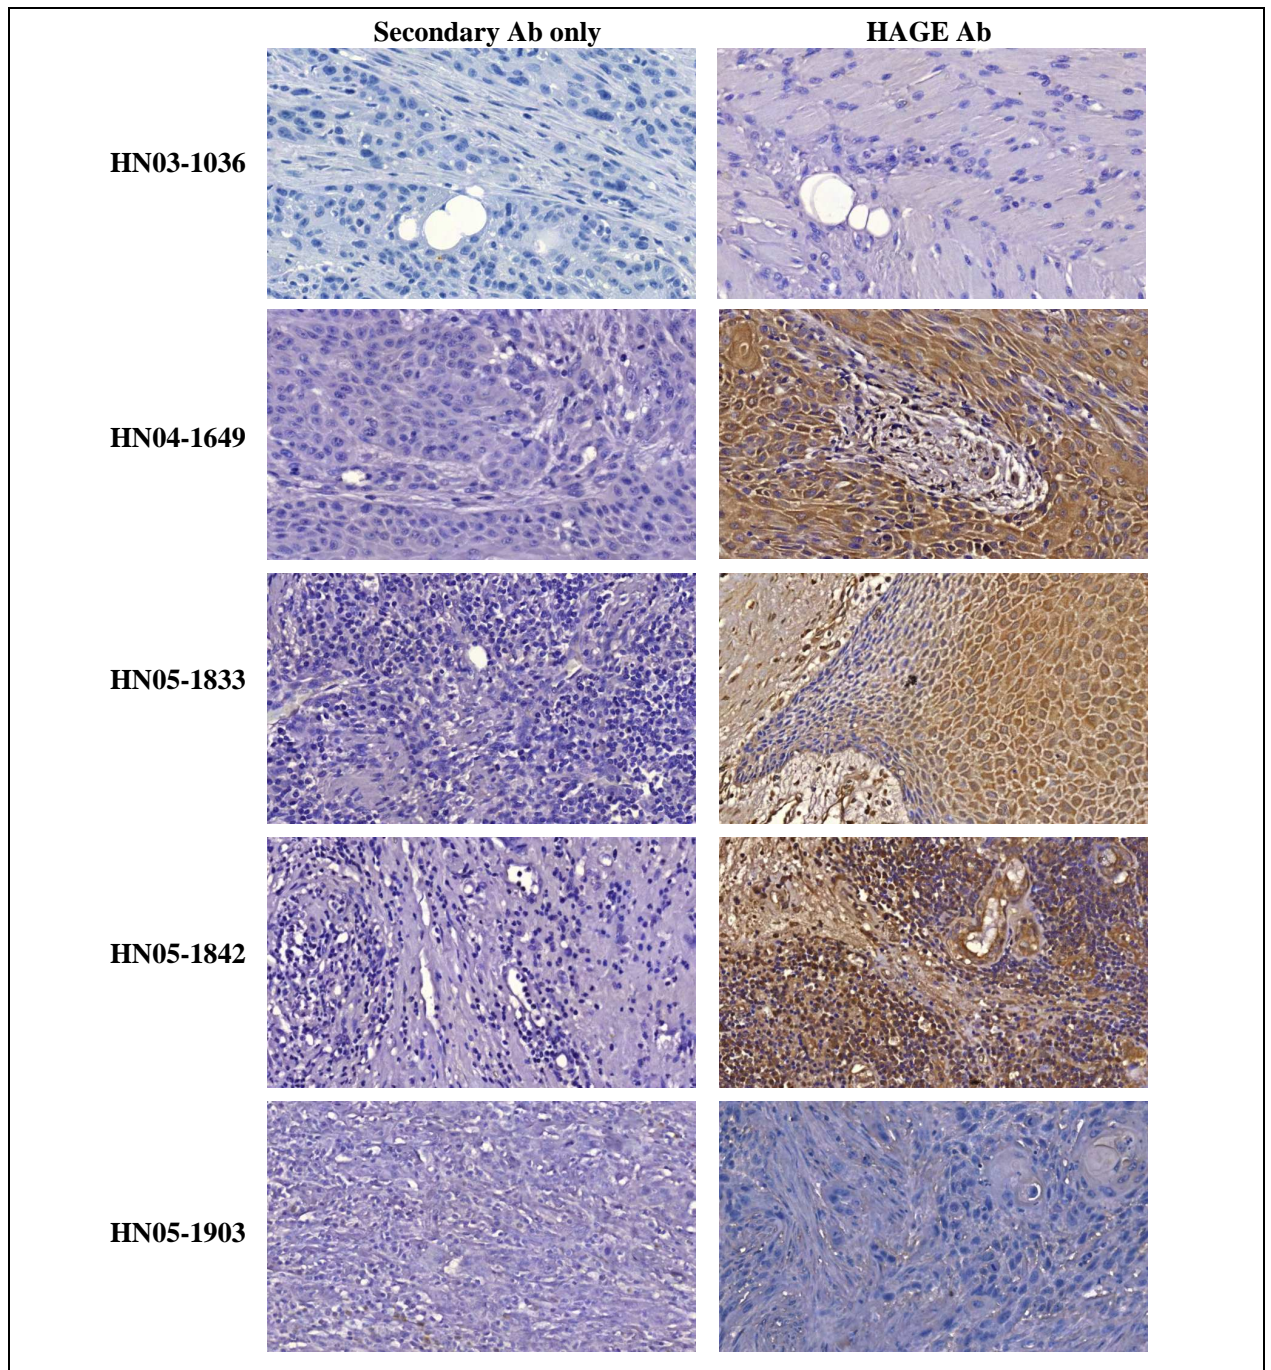 Secondary Ab only
HAGE Ab
HN03-1036
HN04-1649
HN05-1833
HN05-1842
HN05-1903